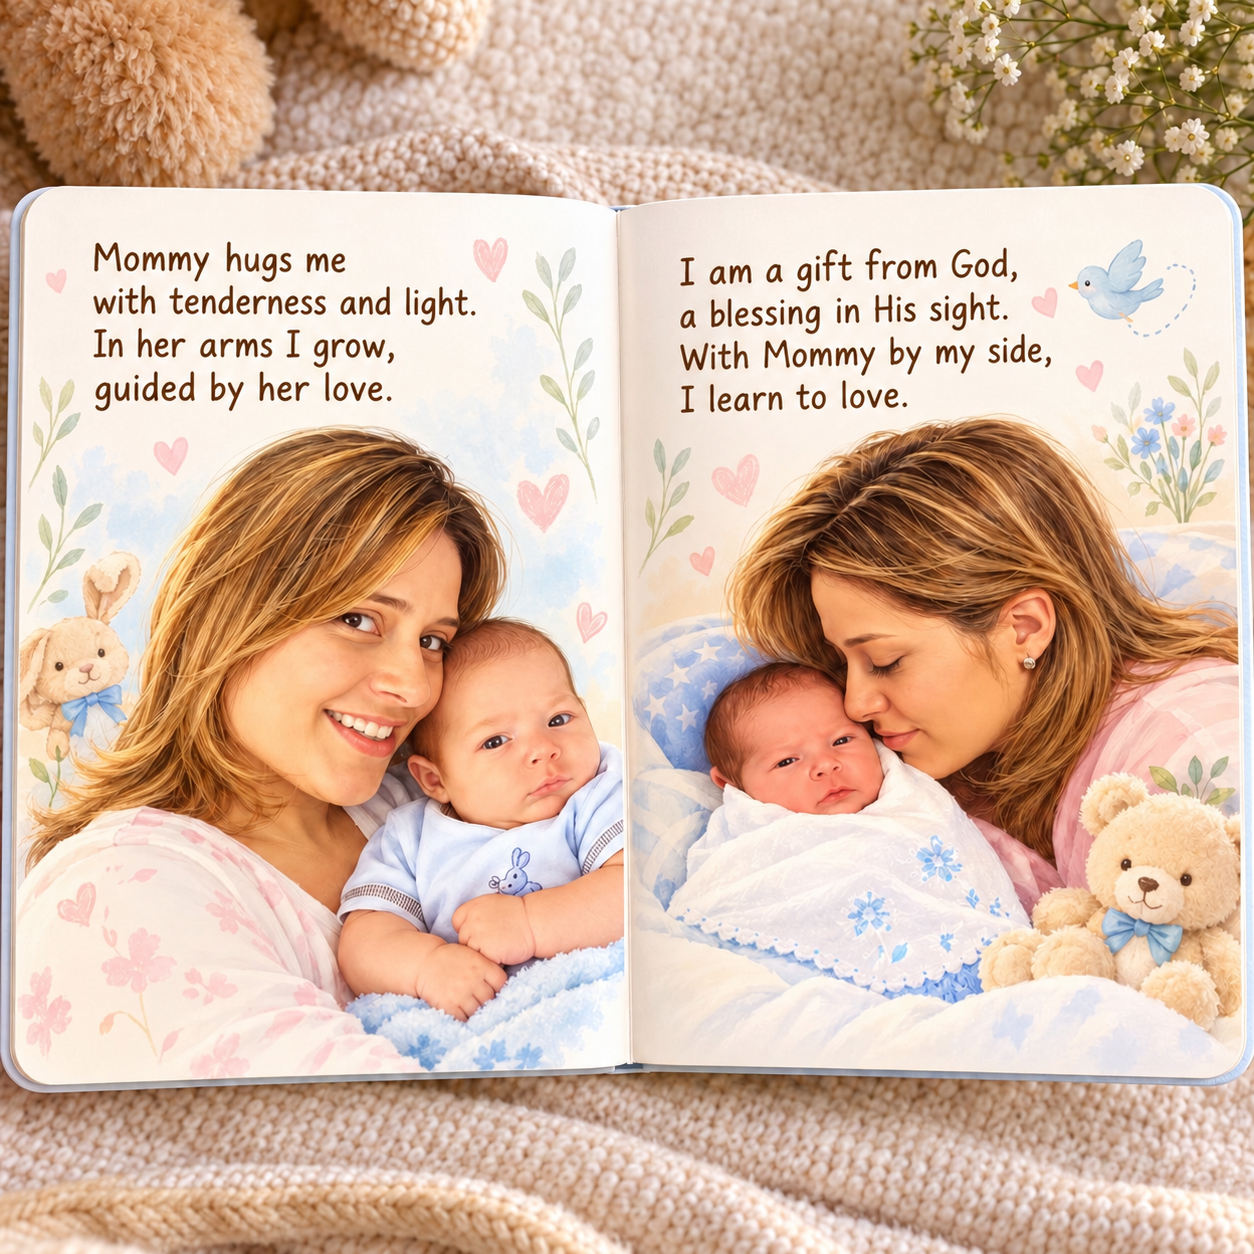 Mommy hugs me
with tenderness and light.
In her arms I grow,
guided by her love.
I am a gift from God,
a blessing in His sight.
With Mommy by my side,
I learn to love.